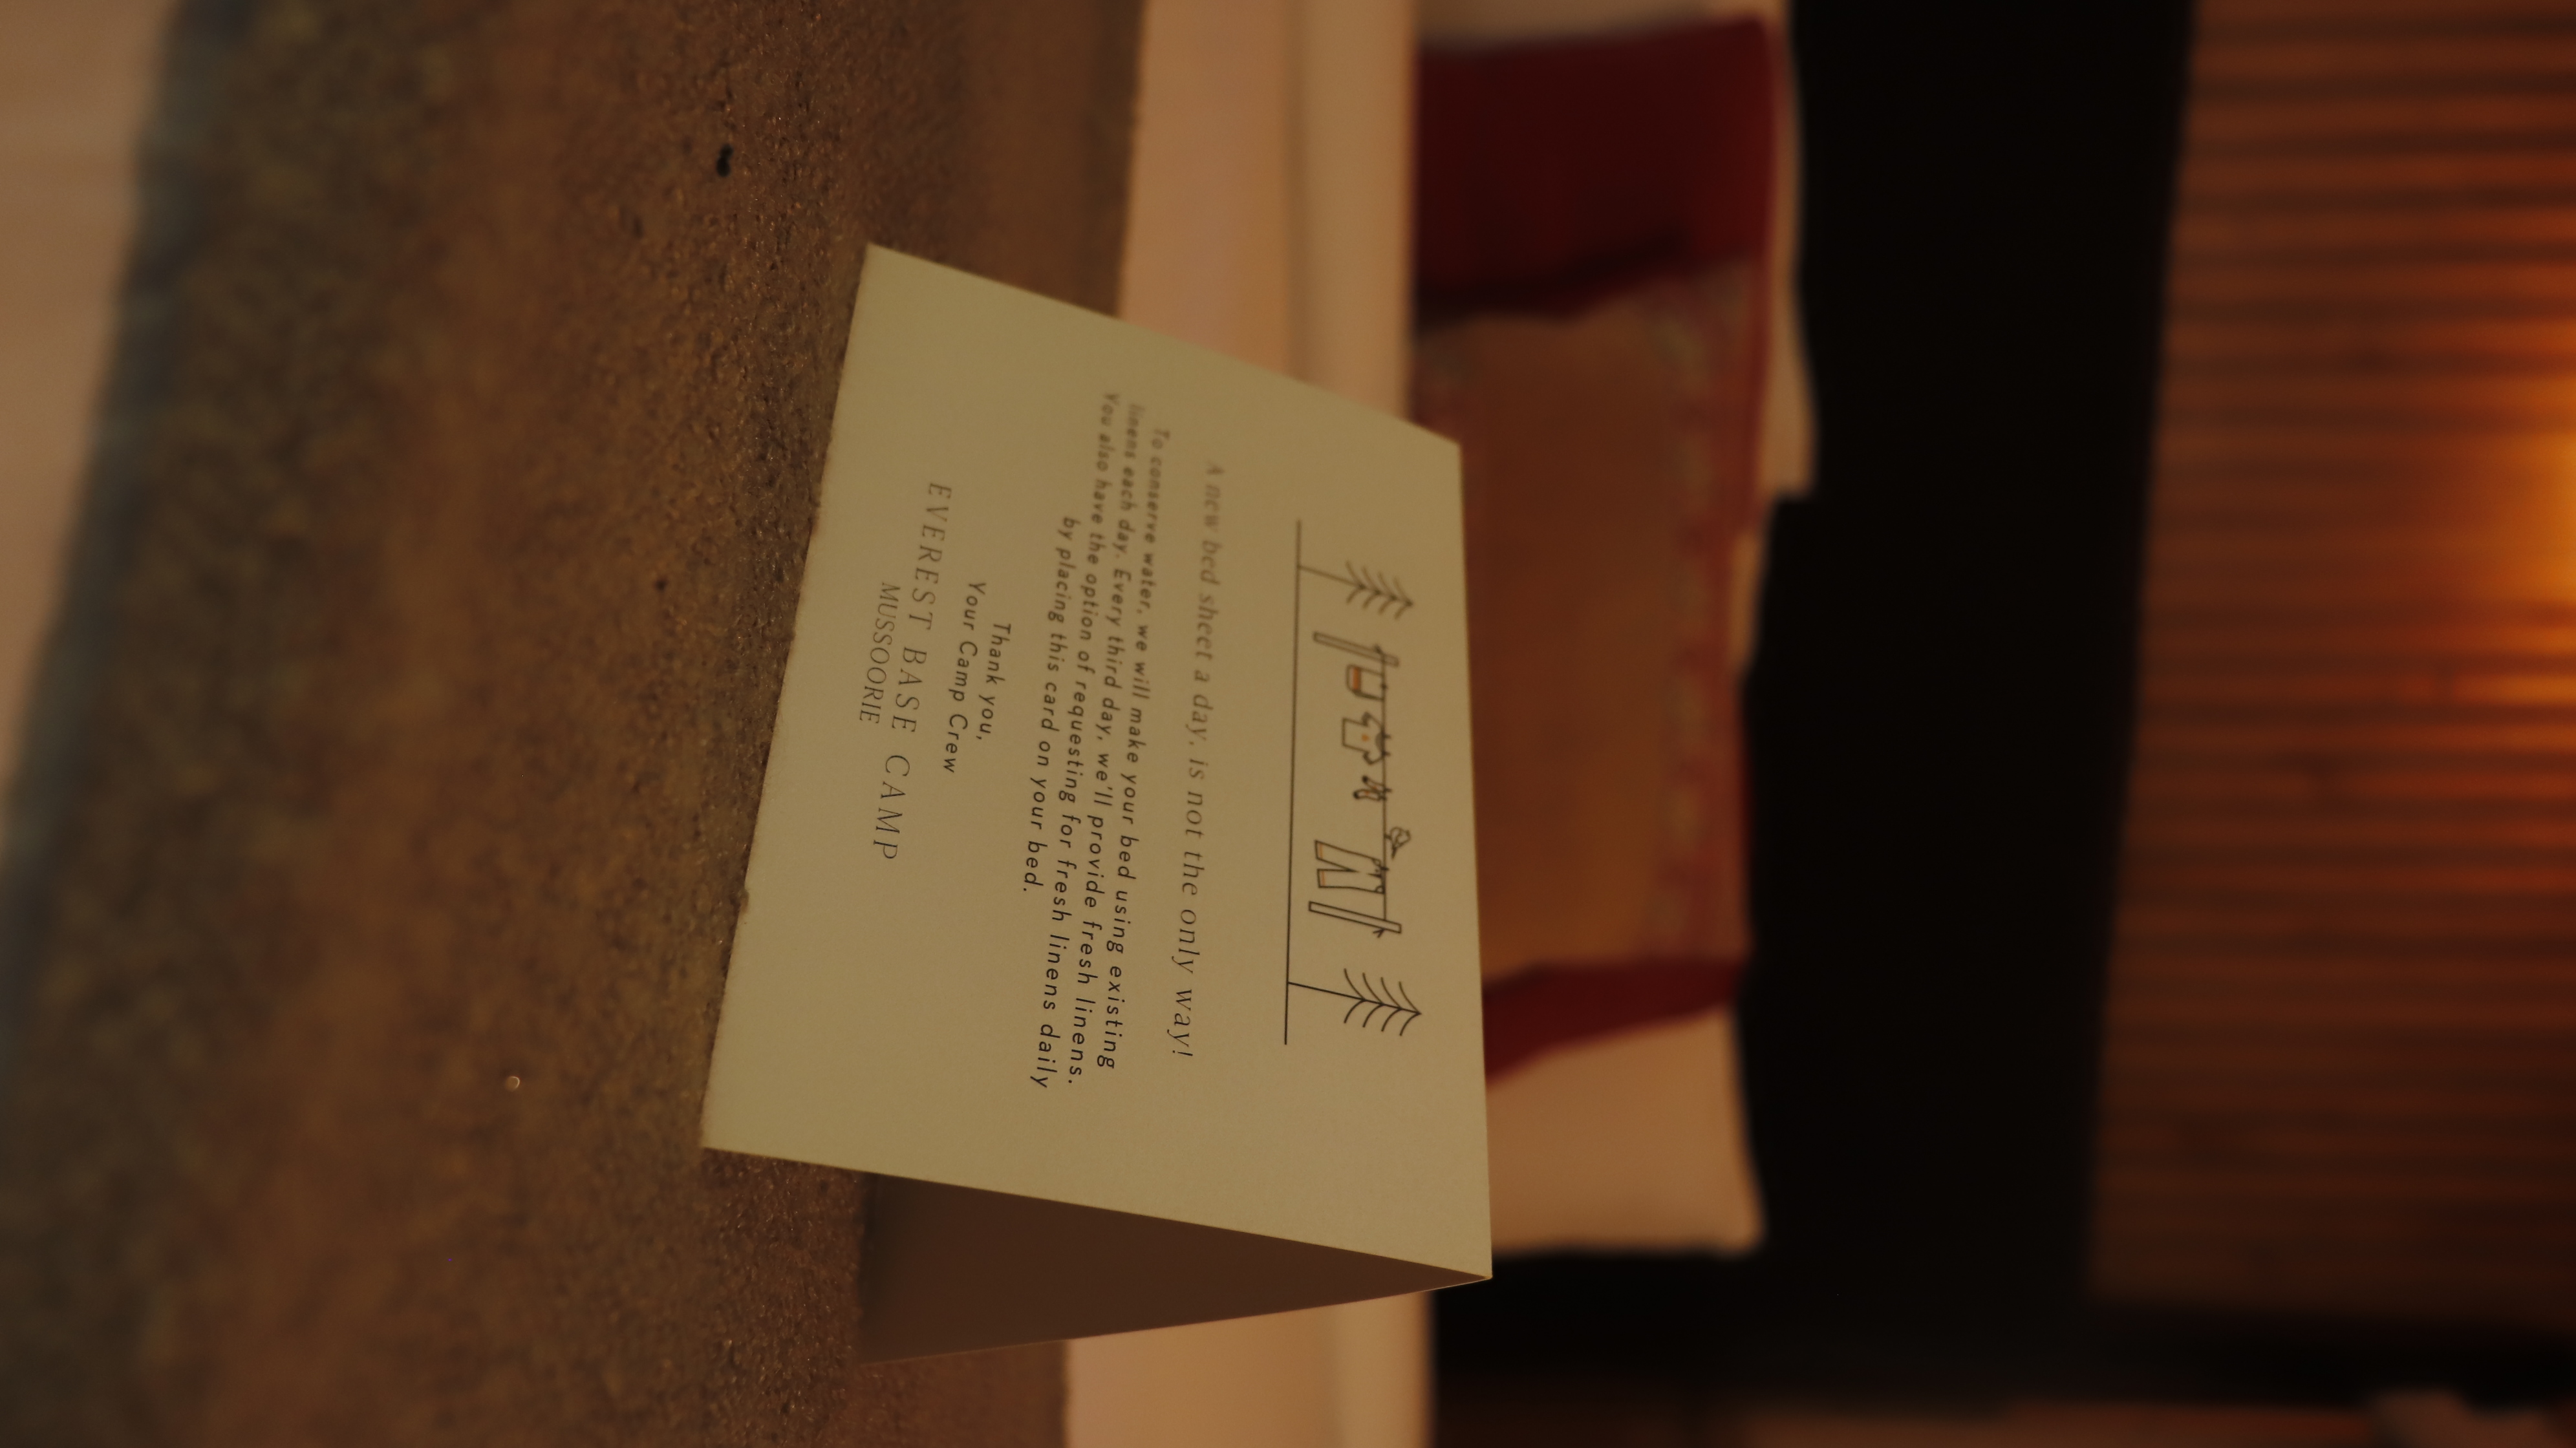 A new bed sheet a day, is not the only way!
To conserve water, we will make your bed using existing
linens each day. Every third day, we'll provide fresh linens.
You also have the option of requesting for fresh linens daily
by placing this card on your bed.
Thank you,
Your Camp Crew
EVEREST BASE CAMP
MUSSOORIE